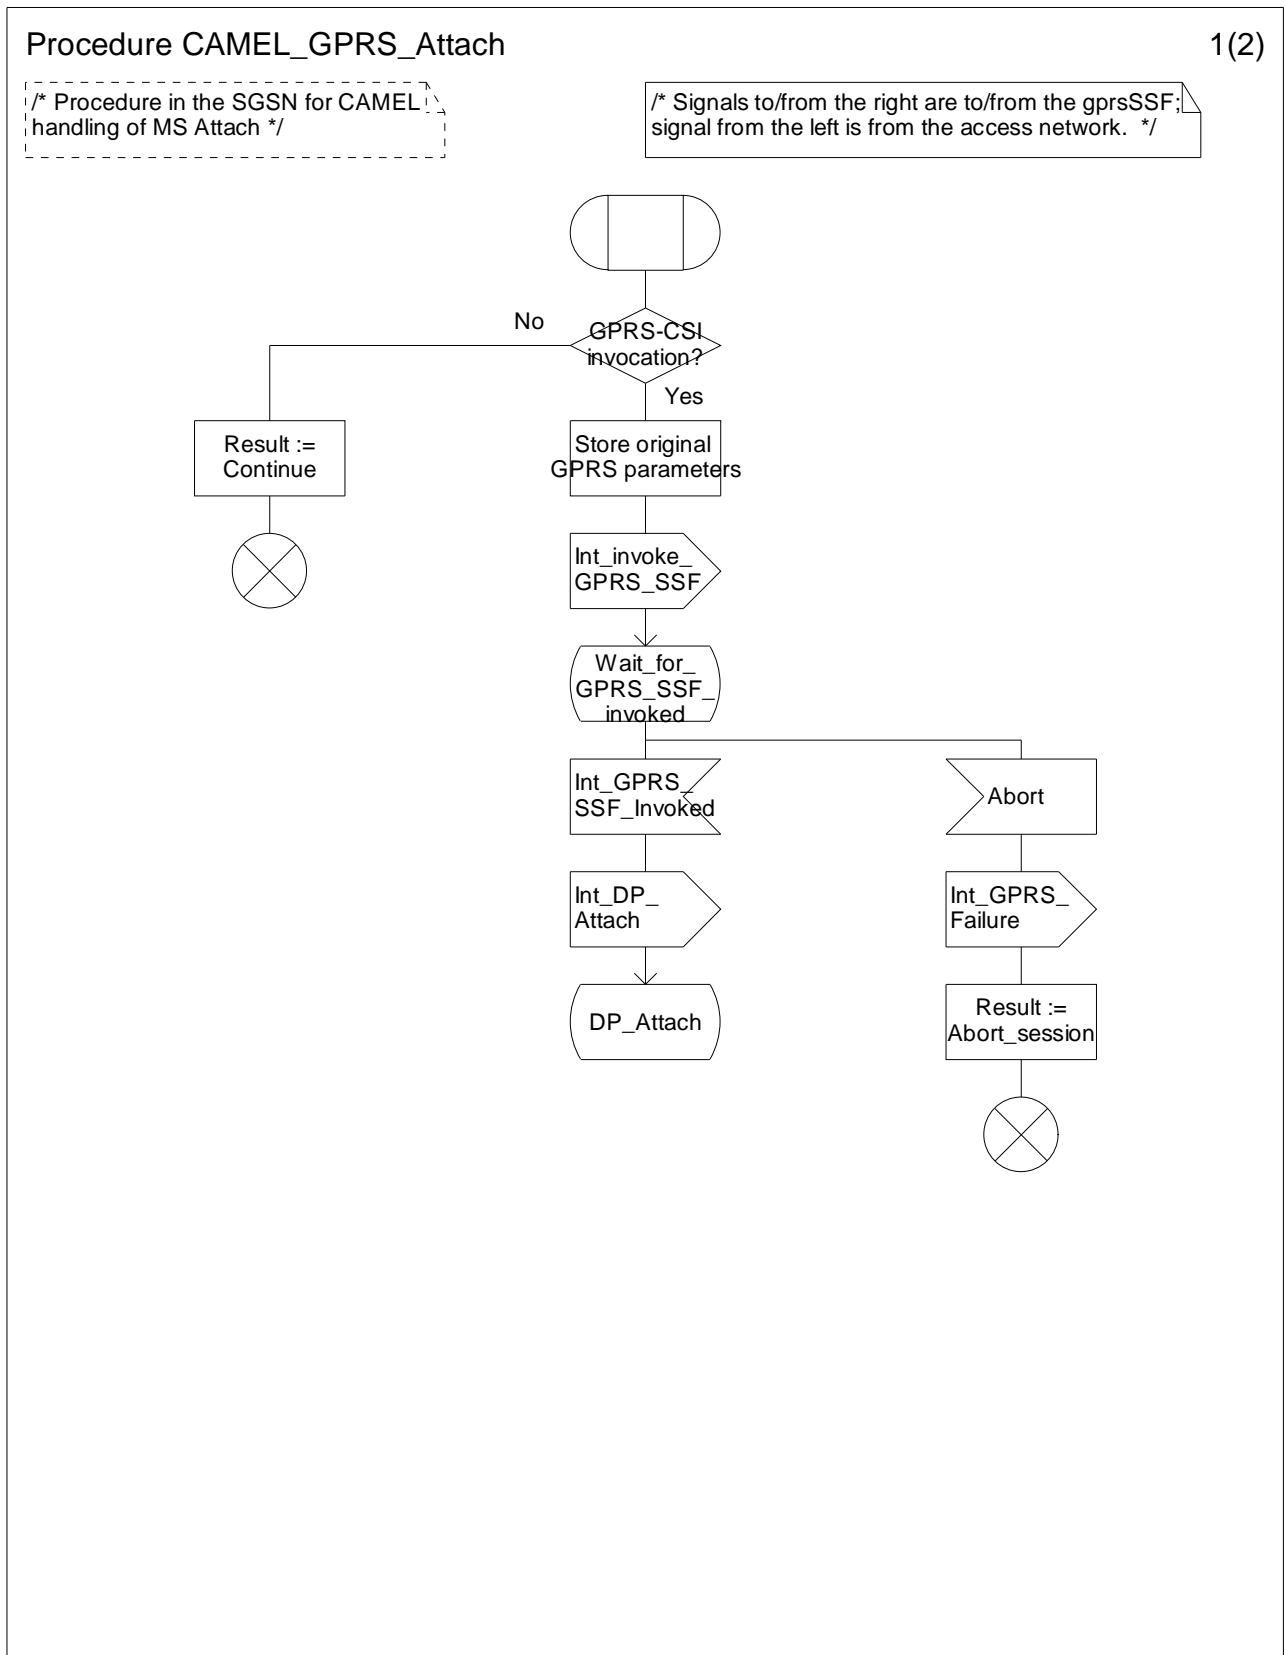 Procedure CAMEL_GPRS_Attach
1(2)
/* Procedure in the SGSN for CAMEL
handling of MS Attach */
/* Signals to/from the right are to/from the gprsSSF;
signal from the left is from the access network. */
GPRS-CSI
invocation?
No
Yes
Result :=
Continue
Store original
GPRS parameters
Int_invoke_
GPRS_SSF
Wait_for_
GPRS_SSF_
invoked
Int_GPRS_
SSF_Invoked
Abort
Int_DP_
Attach
Int_GPRS_
Failure
DP_Attach
Result :=
Abort_session